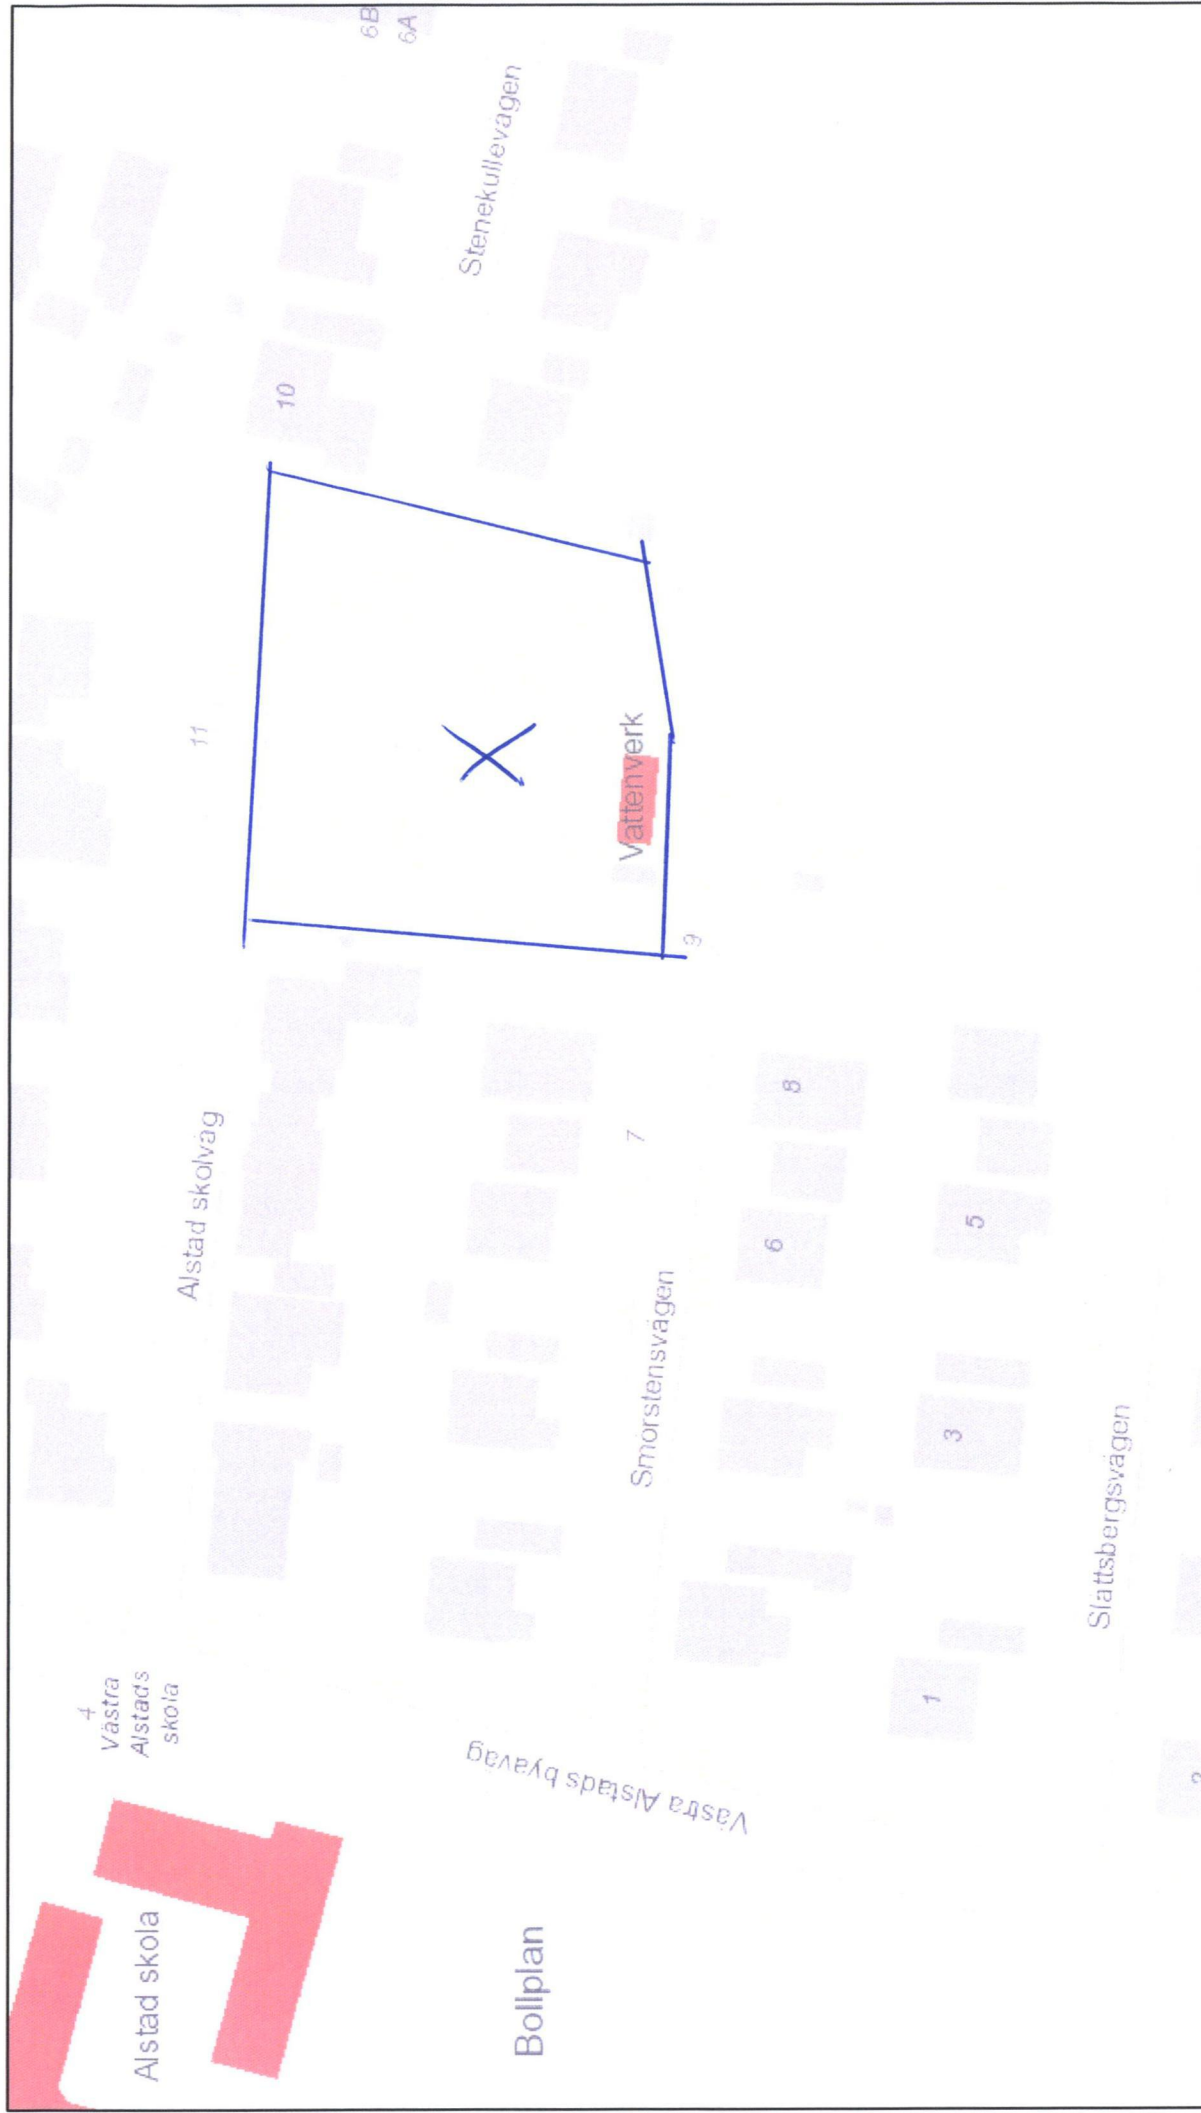 6B
6A
Stenekullevägen
10
11
X
Vattenverk
9
Alstad skolväg
7
8
6
5
Smörstensvägen
3
Slättsbergsvägen
4
Västra
Alstads
skola
1
Västra Alstads byaväg
Alstad skola
Bollplan